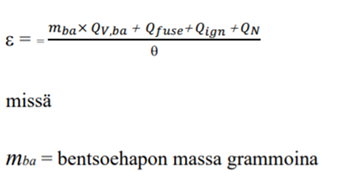 ε = = m_ba × Q_V,ba + Q_fuse + Q_ign + Q_N / θ
missä
m_ba = bentsoehapon massa grammoina